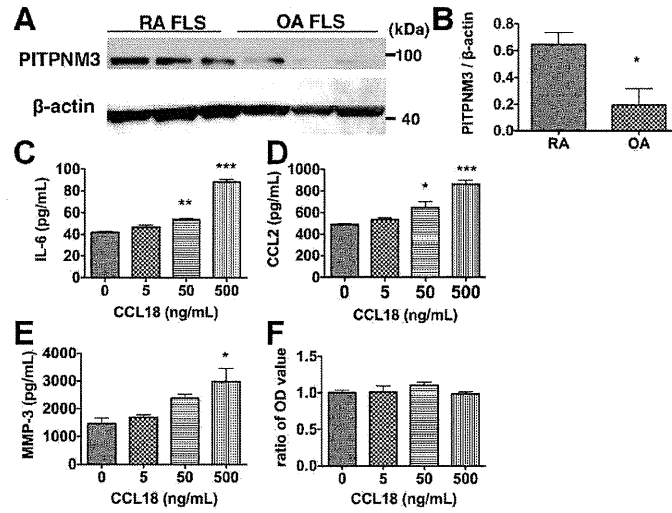 A
RA FLS
OA FLS
(kDa)
PITPNM3
100
β-actin
40
B
PITPNM3 / β-actin
0.8
0.6
0.4
0.2
0.0
*
RA
OA
C
IL-6 (pg/mL)
100
80
60
40
20
0
**
***
0
5
50
500
CCL18 (ng/mL)
D
CCL2 (pg/mL)
1000
800
600
400
200
0
*
***
0
5
50
500
CCL18 (ng/mL)
E
MMP-3 (pg/mL)
4000
3000
2000
1000
0
*
0
5
50
500
CCL18 (ng/mL)
F
ratio of OD value
1.5
1.0
0.5
0.0
0
5
50
500
CCL18 (ng/mL)